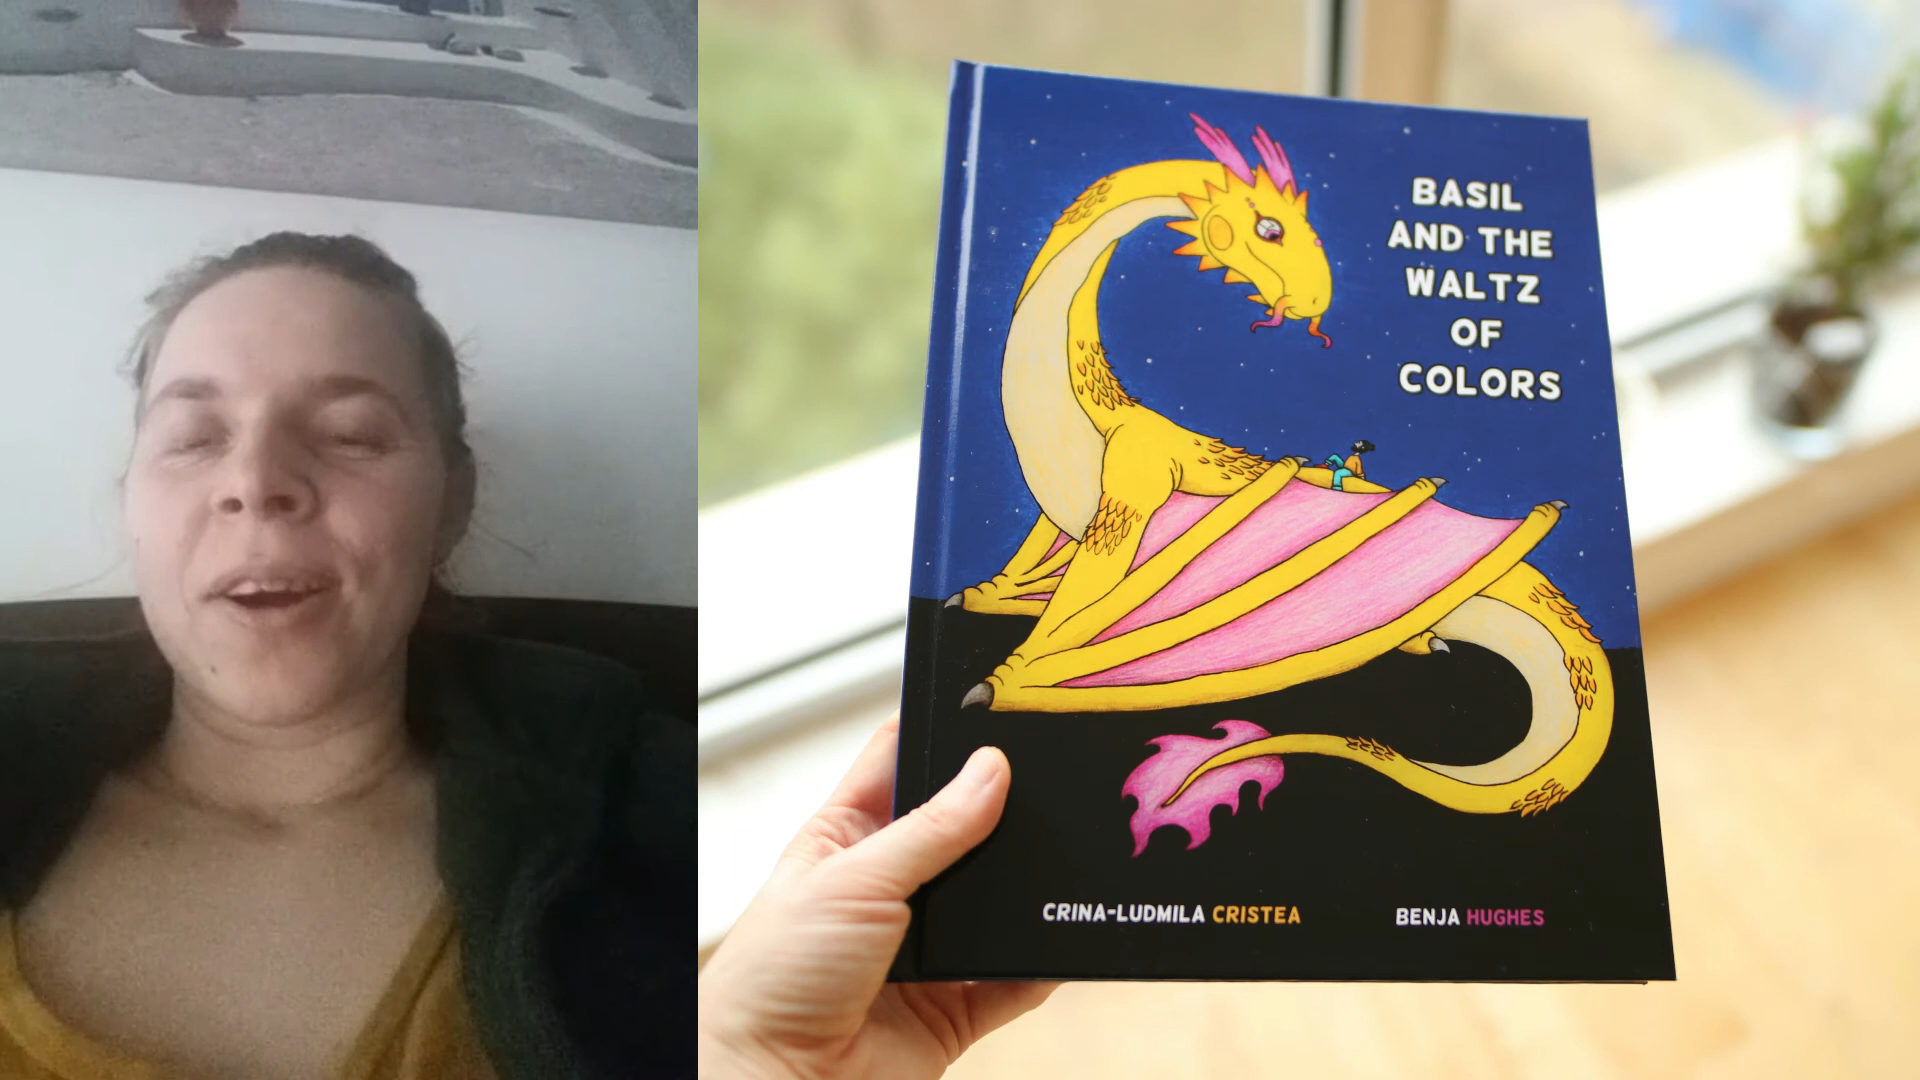 BASIL
AND THE
WALTZ
OF
COLORS
CRINA-LUDMILA CRISTEA
BENJA HUGHES